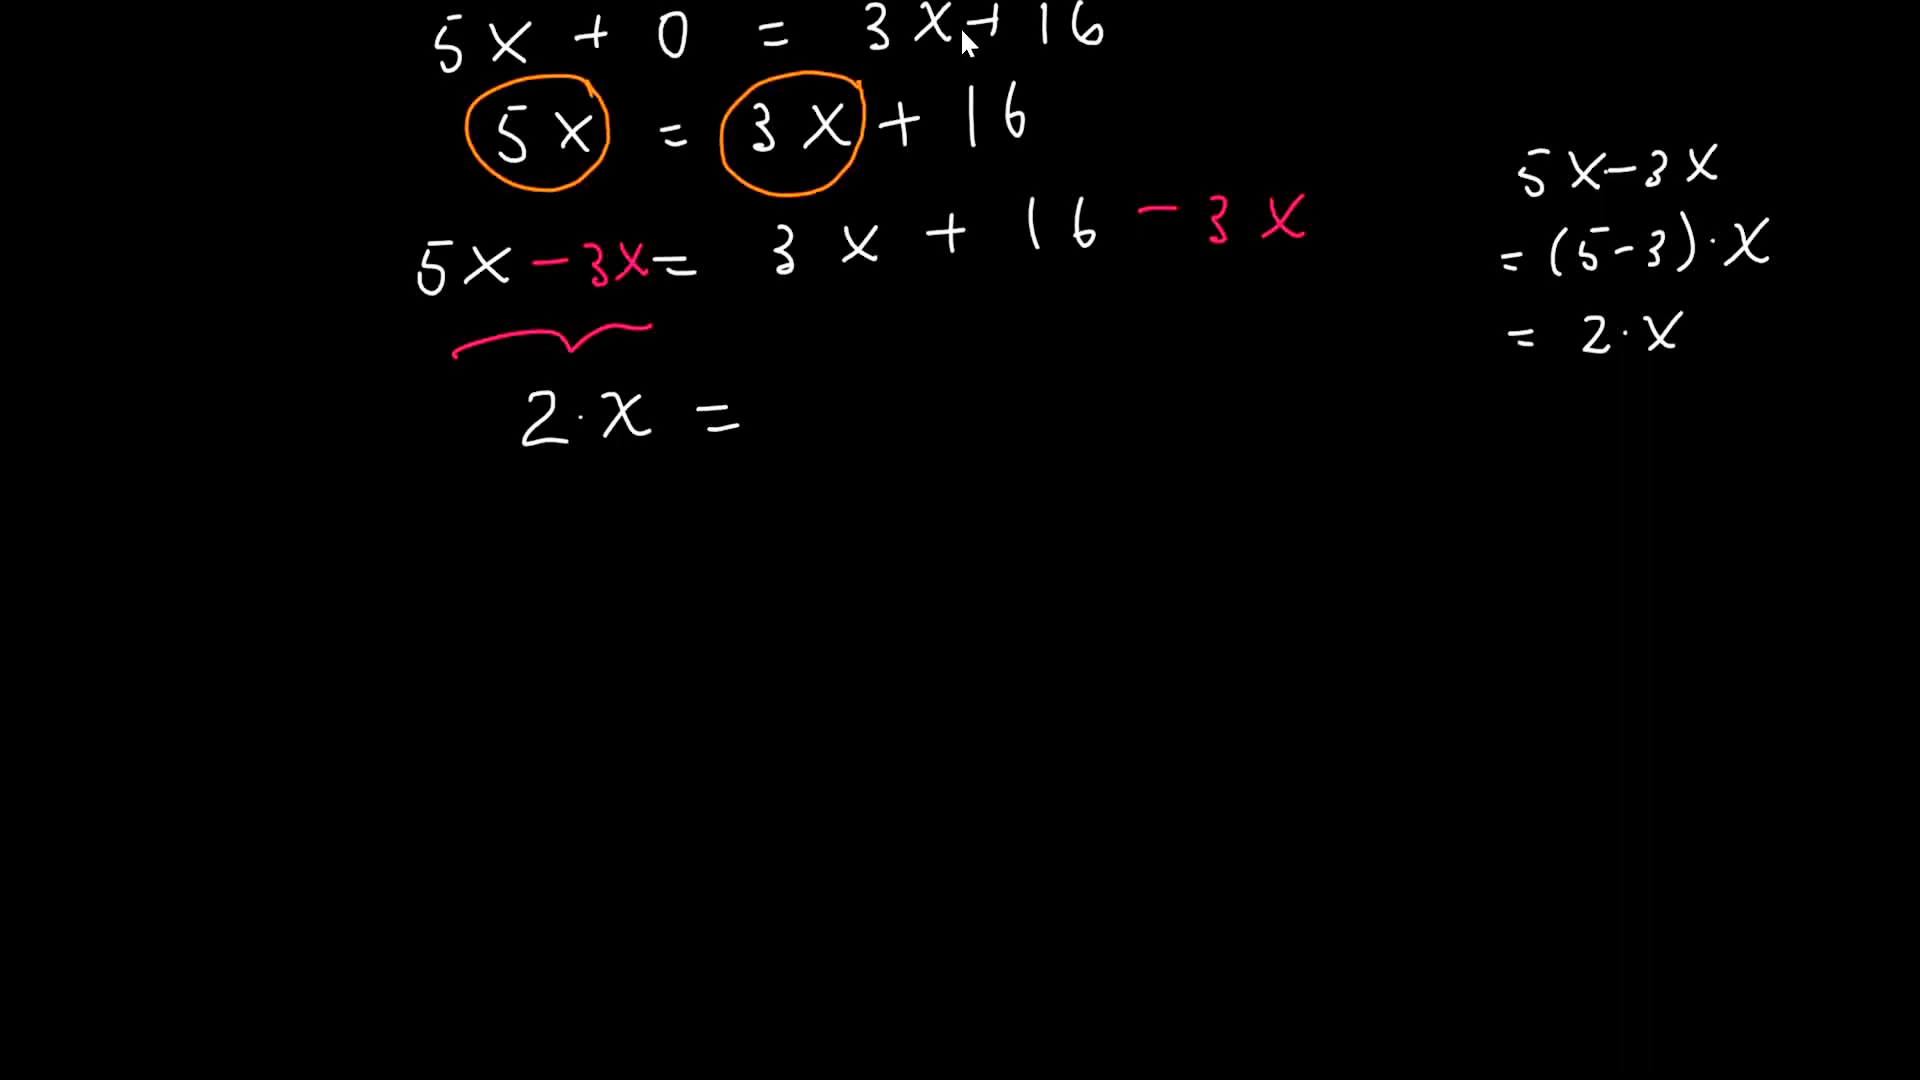 5x + 0 = 3x + 16
5x = 3x + 16
5x - 3x = 3x + 16 - 3x
2·x =
5x - 3x
= (5-3)·x
= 2·x